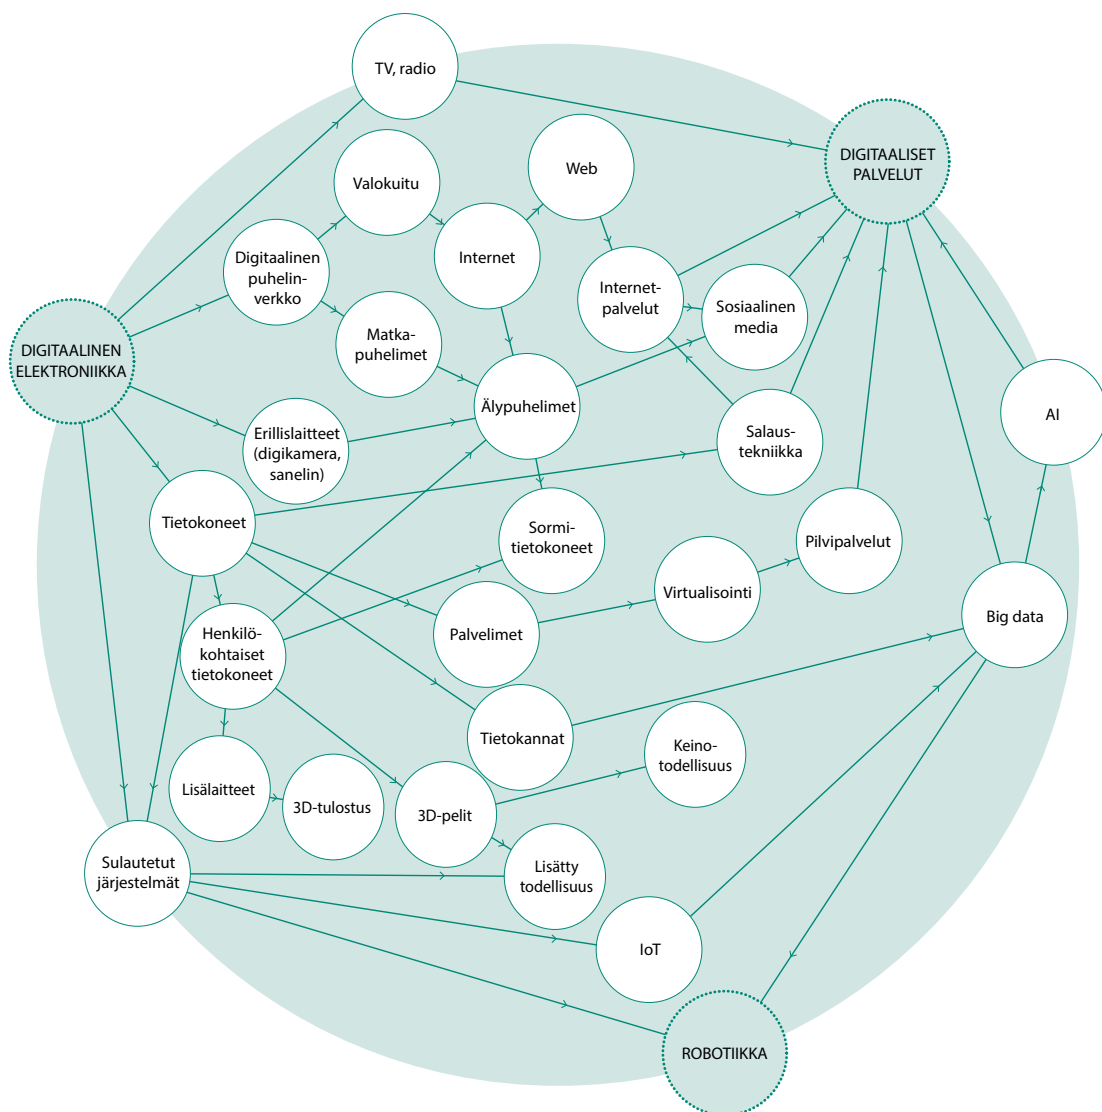 TV, radio
DIGITAALISET
PALVELUT
Web
Valokuitu
Internet
Digitaalinen
puhelin-
verkko
Internet-
palvelut
Sosiaalinen
media
Matka-
puhelimet
DIGITAALINEN
ELEKTRONIIKKA
Älypuhelimet
AI
Erillislaitteet
(digikamera,
sanelin)
Salaus-
tekniikka
Tietokoneet
Sormi-
tietokoneet
Pilvipalvelut
Virtualisointi
Big data
Palvelimet
Henkilö-
kohtaiset
tietokoneet
Tietokannat
Keino-
todellisuus
Lisälaitteet
3D-tulostus
3D-pelit
Sulautetut
järjestelmät
Lisätty
todellisuus
IoT
ROBOTIIKKA